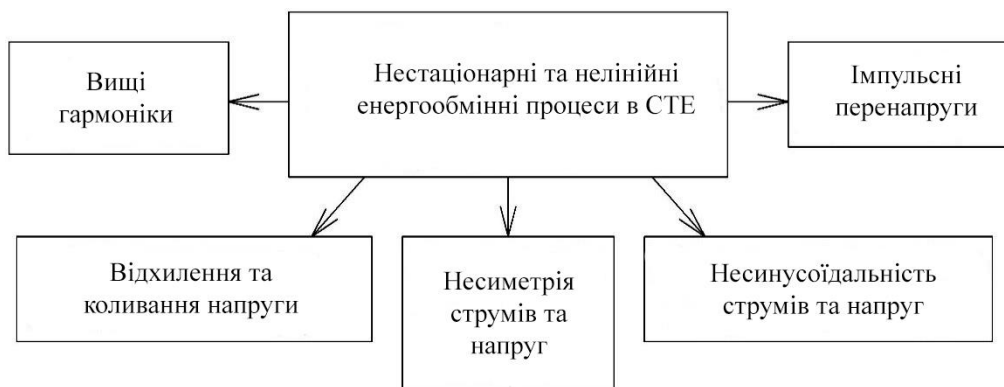 Вищі
гармоніки
Нестаціонарні та нелінійні
енергообмінні процеси в СТЕ
Імпульсні
перенапруги
Відхилення та
коливання напруги
Несиметрія
струмів та
напруг
Несинусоїдальність
струмів та напруг